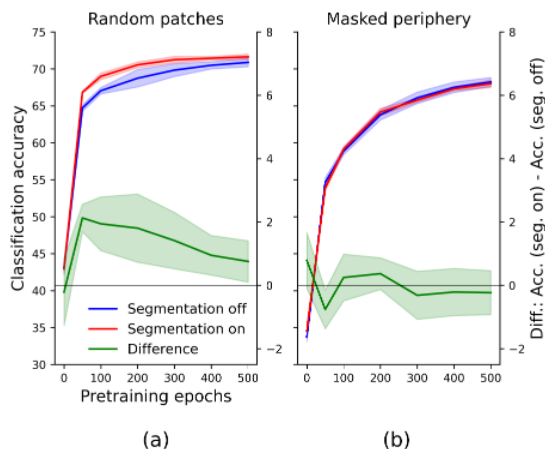 Random patches
Masked periphery
Classification accuracy
75
70
65
60
55
50
45
40
35
30
8
6
4
2
0
−2
Segmentation off
Segmentation on
Difference
0 100 200 300 400 500
Pretraining epochs
8
6
4
2
0
−2
Diff.: Acc. (seg. on) - Acc. (seg. off)
0 100 200 300 400 500
Pretraining epochs
(a)
(b)